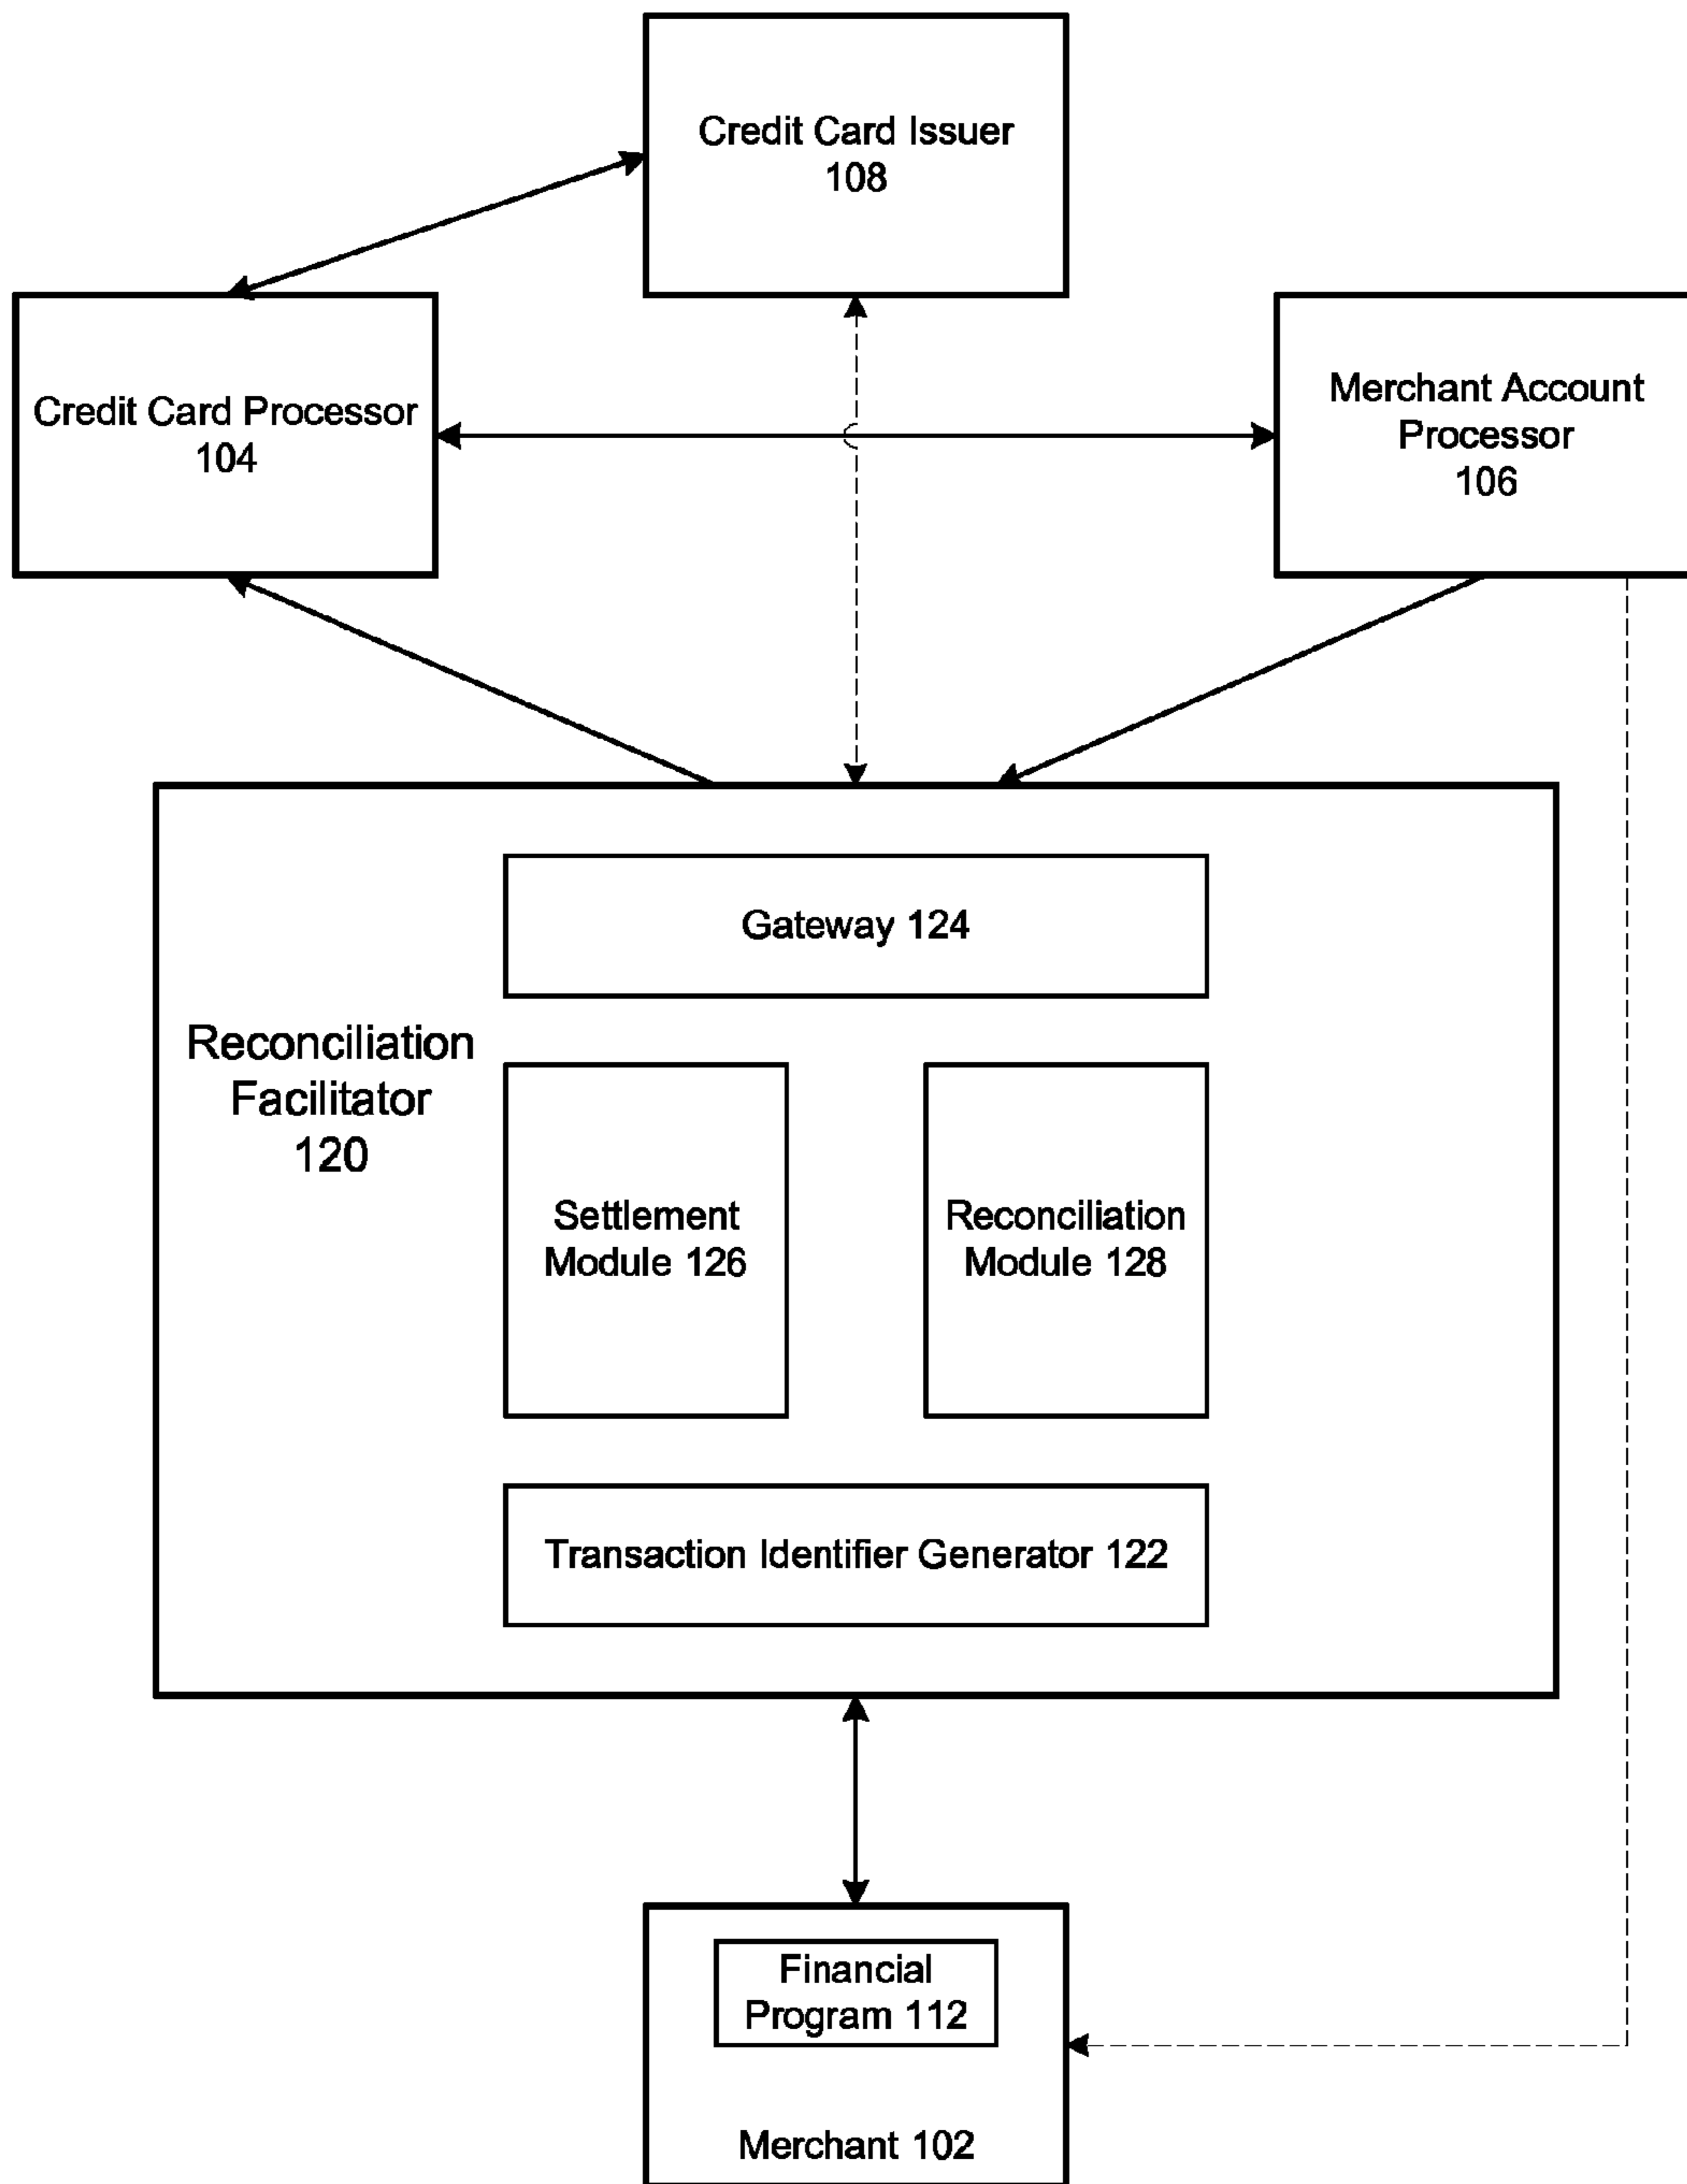 Credit Card Issuer
108
Credit Card Processor
104
Merchant Account
Processor
106
Gateway 124
Reconciliation
Facilitator
120
Settlement
Module 126
Reconciliation
Module 128
Transaction Identifier Generator 122
Financial
Program 112
Merchant 102